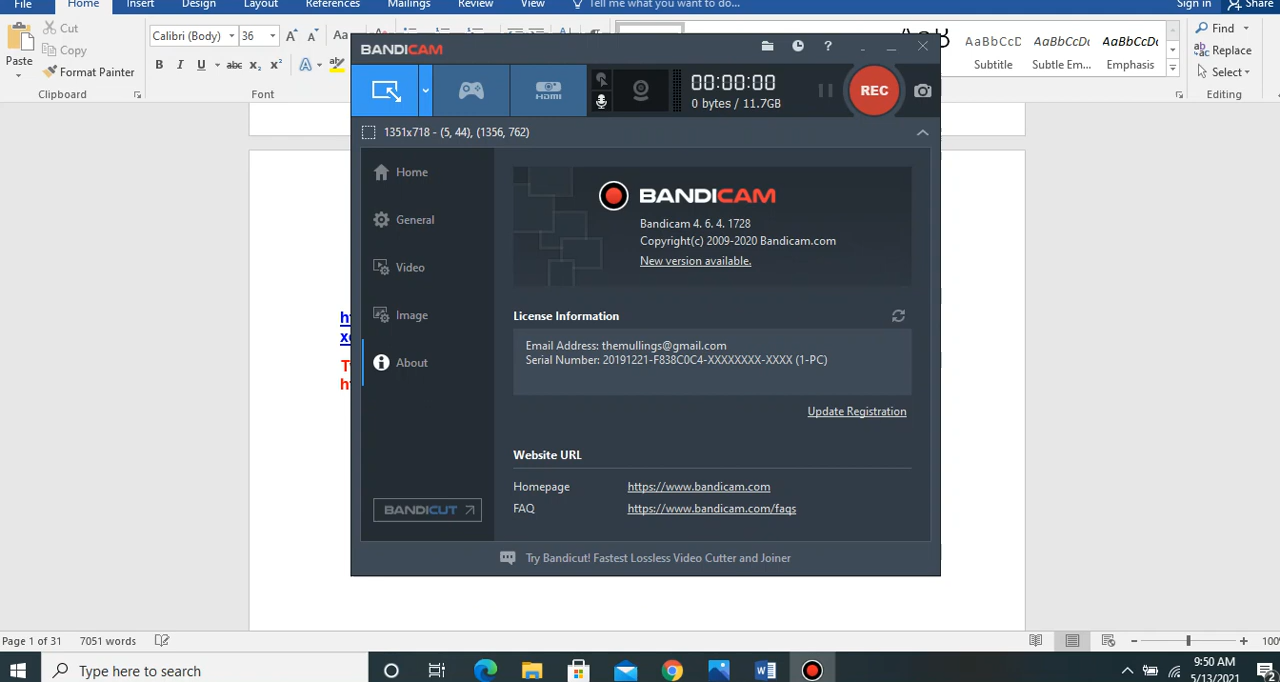 File Home Insert Design Layout References Mailings Review View Tell me what you want to do... Sign in Share
Cut
Copy
Format Painter
Paste
Clipboard
Calibri (Body) 36
B I U abc X₂ X²
Font
AaBbCcD AaBbCcDc AaBbCcDc
Subtitle Subtle Em... Emphasis
Find
Replace
Select
Editing
BANDICAM
HDMI
00:00:00
0 bytes / 11.7GB
REC
1351x718 - (5, 44), (1356, 762)
Home
General
Video
Image
About
BANDICUT
BANDICAM
Bandicam 4. 6. 4. 1728
Copyright(c) 2009-2020 Bandicam.com
New version available.
License Information
Email Address: themullings@gmail.com
Serial Number: 20191221-F838C0C4-XXXXXXXX-XXXX (1-PC)
Update Registration
Website URL
Homepage https://www.bandicam.com
FAQ https://www.bandicam.com/faqs
Try Bandicut! Fastest Lossless Video Cutter and Joiner
Page 1 of 31 7051 words
Type here to search
9:50 AM
5/13/2021